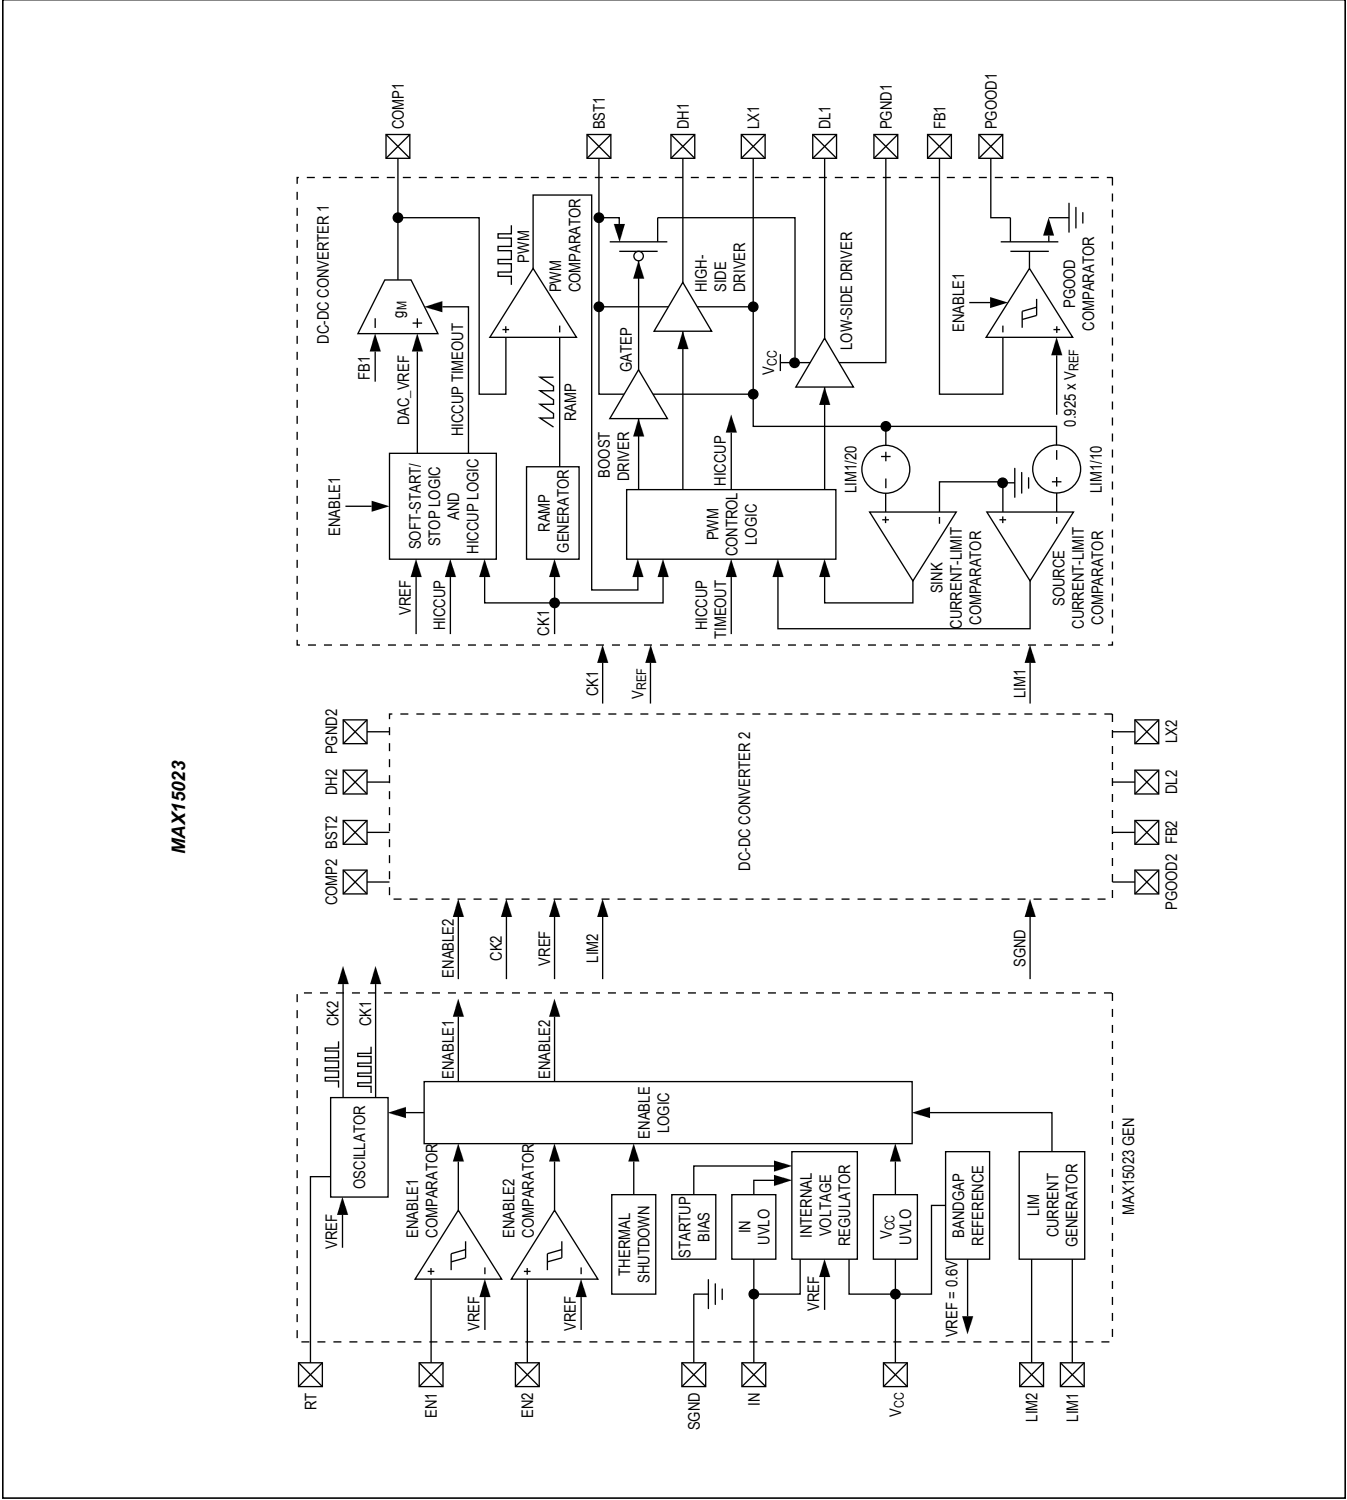 MAX15023
RT
EN1
EN2
SGND
IN
VCC
LIM2
LIM1
VREF
OSCILLATOR
CK2
CK1
ENABLE1
COMPARATOR
+
–
VREF
ENABLE2
COMPARATOR
+
–
VREF
THERMAL
SHUTDOWN
STARTUP
BIAS
IN
UVLO
INTERNAL
VOLTAGE
REGULATOR
VREF
VCC
UVLO
BANDGAP
REFERENCE
VREF = 0.6V
LIM
CURRENT
GENERATOR
ENABLE
LOGIC
ENABLE1
ENABLE2
MAX15023 GEN
COMP2
BST2
DH2
PGND2
ENABLE2
CK2
VREF
LIM2
SGND
DC-DC CONVERTER 2
PGOOD2
FB2
DL2
LX2
CK1
VREF
LIM1
DC-DC CONVERTER 1
ENABLE1
VREF
HICCUP
SOFT-START/
STOP LOGIC
AND
HICCUP LOGIC
FB1
DAC_VREF
HICCUP TIMEOUT
–
+
gM
CK1
RAMP
GENERATOR
RAMP
+
–
PWM
PWM
COMPARATOR
HICCUP
TIMEOUT
PWM
CONTROL
LOGIC
BOOST
DRIVER
GATEP
HICCUP
HIGH-
SIDE
DRIVER
VCC
LOW-SIDE DRIVER
SINK
CURRENT-LIMIT
COMPARATOR
+
–
LIM1/20
–
+
SOURCE
CURRENT-LIMIT
COMPARATOR
+
–
LIM1/10
+
–
ENABLE1
0.925 x VREF
–
+
PGOOD
COMPARATOR
COMP1
BST1
DH1
LX1
DL1
PGND1
FB1
PGOOD1